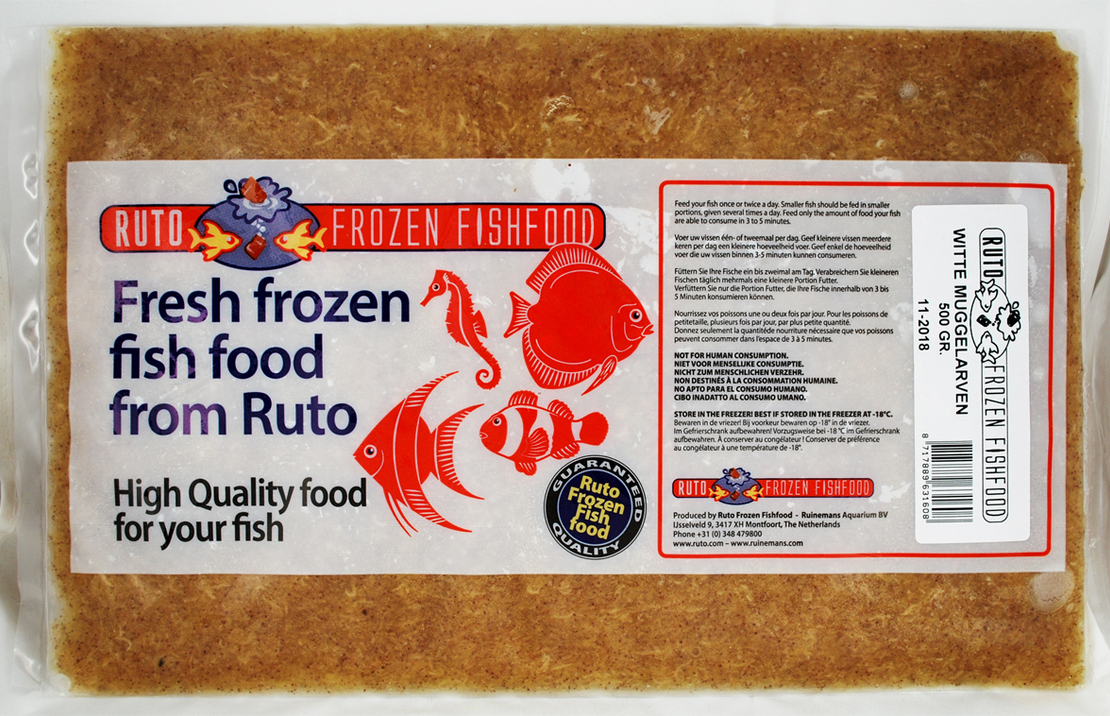 RUTO FROZEN FISHFOOD
Fresh frozen
fish food
from Ruto
High Quality food
for your fish
GUARANTEED
Ruto
Frozen
Fish
food
QUALITY
Feed your fish once or twice a day. Smaller fish should be fed in smaller
portions, given several times a day. Feed only the amount of food your fish
are able to consume in 3 to 5 minutes.
Voer uw vissen één- of tweemaal per dag. Geef kleinere vissen meerdere
keren per dag een kleinere hoeveelheid voer. Geef enkel de hoeveelheid
voer die uw vissen binnen 3-5 minuten kunnen consumeren.
Füttern Sie Ihre Fische ein bis zweimal am Tag. Verabreichern Sie kleineren
Fischen täglich mehrmals eine kleinere Portion Futter.
Verfüttern Sie nur die Portion Futter, die Ihre Fische innerhalb von 3 bis
5 Minuten konsumieren können.
Nourrissez vos poissons une ou deux fois par jour. Pour les poissons de
petitetaille, plusieurs fois par jour, par plus petite quantité.
Donnez seulement la quantitéde nourriture nécessaire que vos poissons
peuvent consommer dans l'espace de 3 à 5 minutes.
NOT FOR HUMAN CONSUMPTION.
NIET VOOR MENSELIJKE CONSUMPTIE.
NICHT ZUM MENSCHLICHEN VERZEHR.
NON DESTINÉS À LA CONSOMMATION HUMAINE.
NO APTO PARA EL CONSUMO HUMANO.
CIBO INADATTO AL CONSUMO UMANO.
STORE IN THE FREEZER! BEST IF STORED IN THE FREEZER AT -18°C.
Bewaren in de vriezer! Bij voorkeur bewaren op -18° in de vriezer.
Im Gefrierschrank aufbewahren! Vorzugsweise bei -18 °C im Gefrierschrank
aufbewahren. À conserver au congélateur ! Conserver de préférence
au congélateur à une température de -18°.
RUTO FROZEN FISHFOOD
Produced by Ruto Frozen Fishfood - Ruinemans Aquarium BV
IJsselveld 9, 3417 XH Montfoort, The Netherlands
Phone +31 (0) 348 479800
www.ruto.com – www.ruinemans.com
RUTO FROZEN FISHFOOD
WITTE MUGGELARVEN
500 GR.
11-2018
8 717889 631608